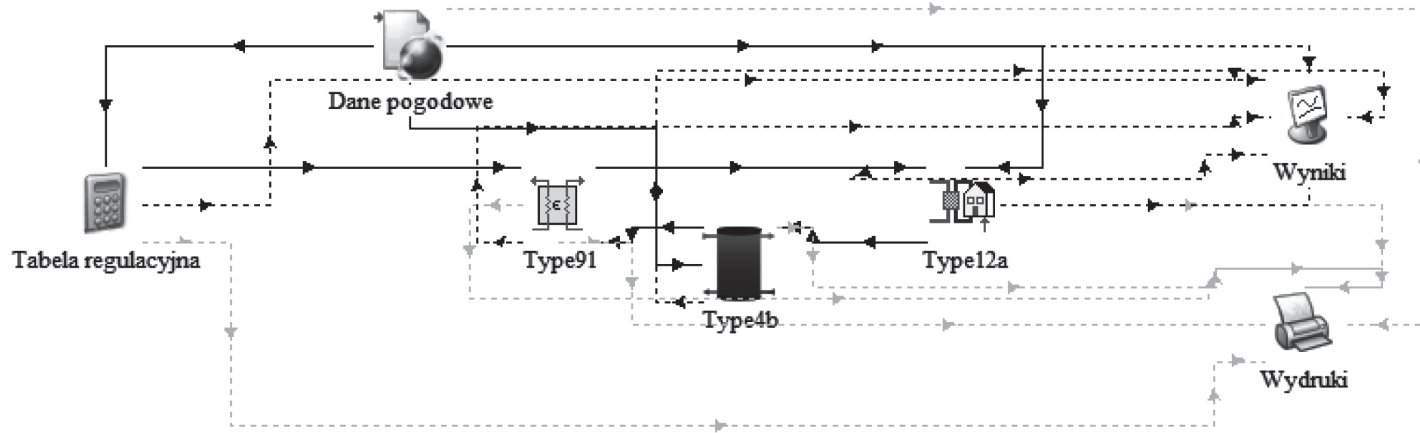 Dane pogodowe
Wyniki
Tabela regulacyjna
ε
Type91
Type12a
Type4b
Wydruki